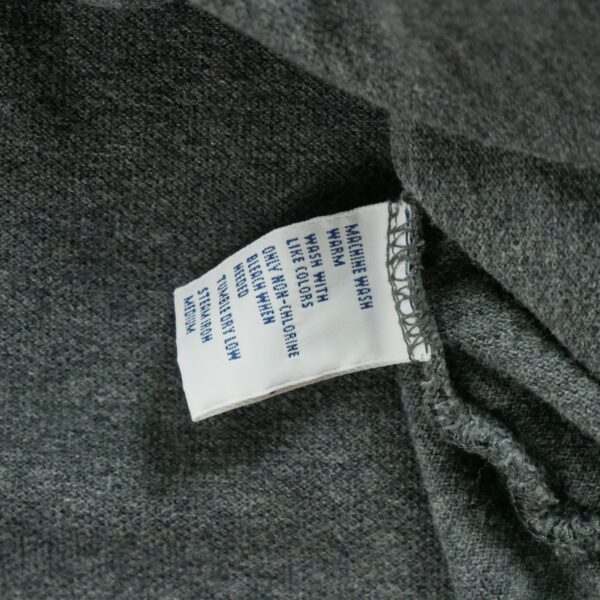 MACHINE WASH
WARM
WASH WITH
LIKE COLORS
ONLY NON-CHLORINE
BLEACH WHEN
NEEDED
TUMBLE DRY LOW
STEAM IRON
MEDIUM